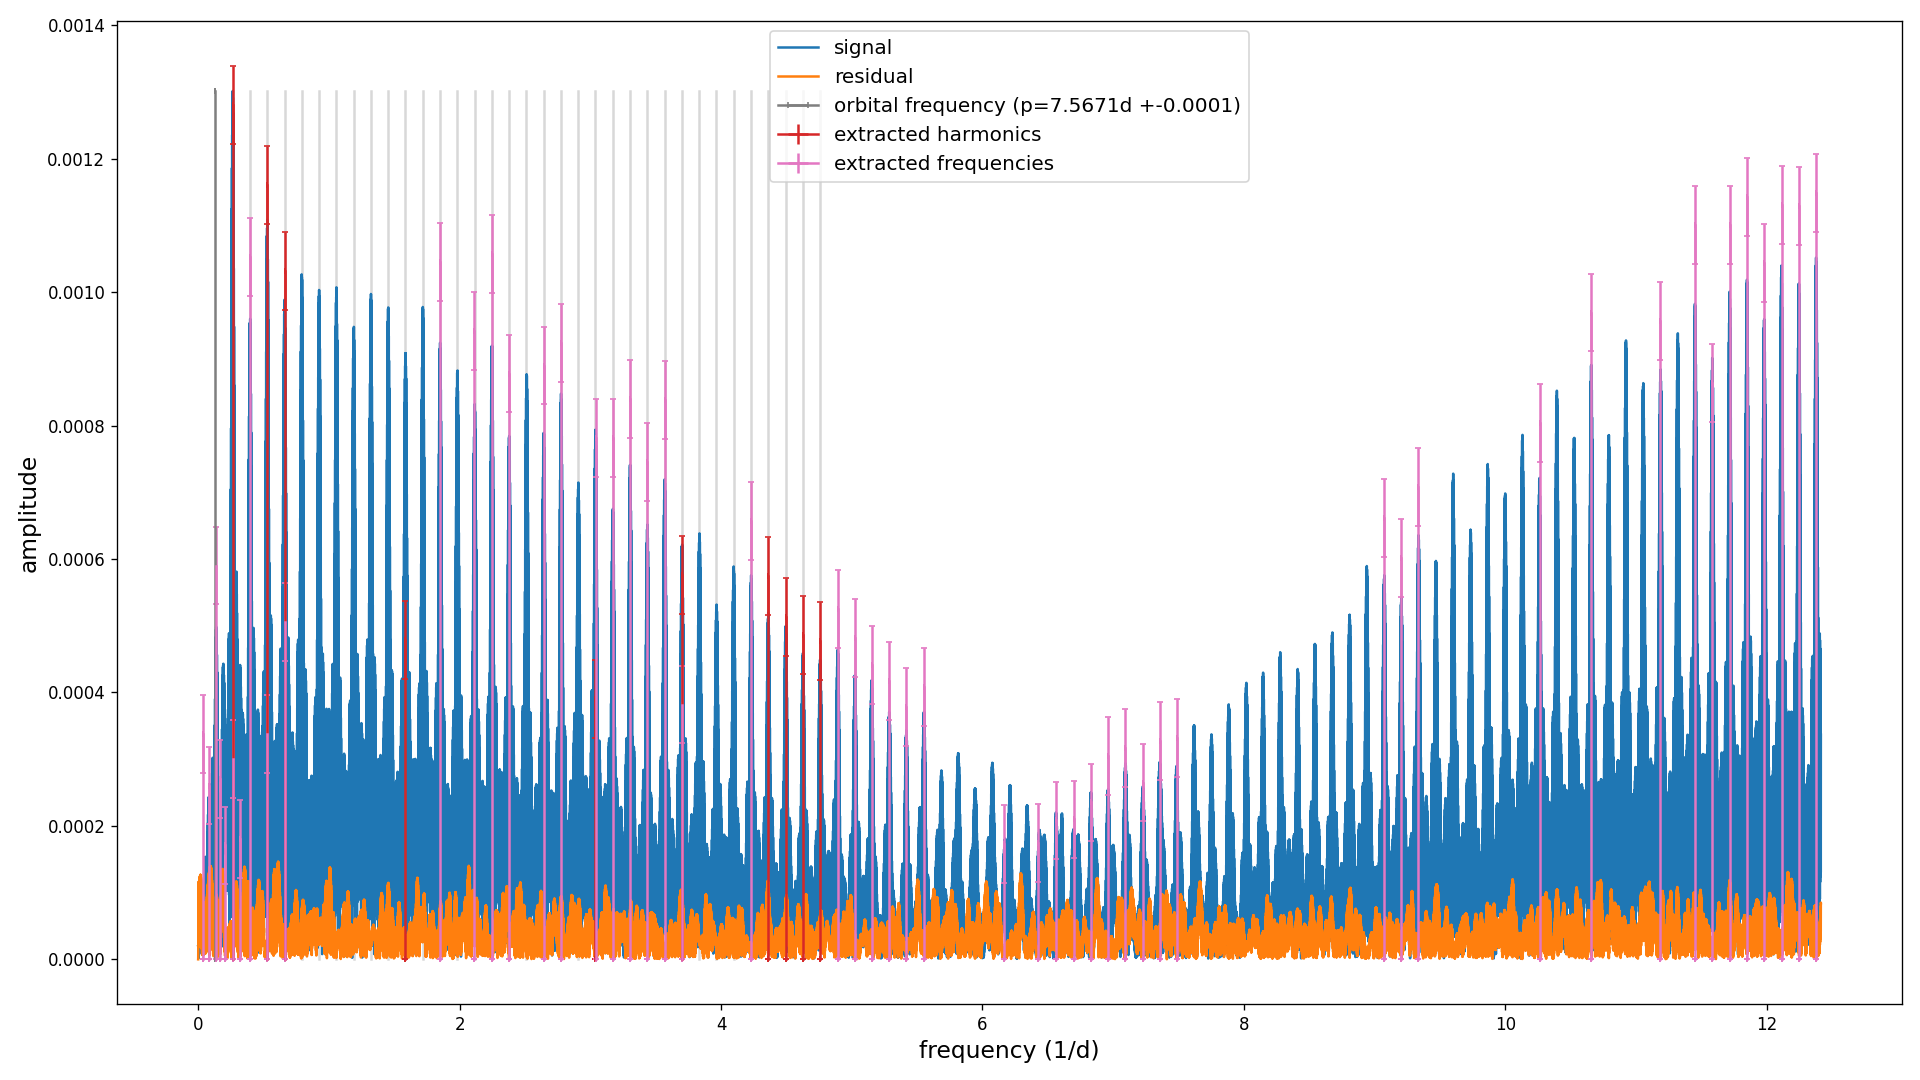 signal
residual
orbital frequency (p=7.5671d +-0.0001)
extracted harmonics
extracted frequencies
0.0014
0.0012
0.0010
0.0008
0.0006
0.0004
0.0002
0.0000
amplitude
0 2 4 6 8 10 12
frequency (1/d)